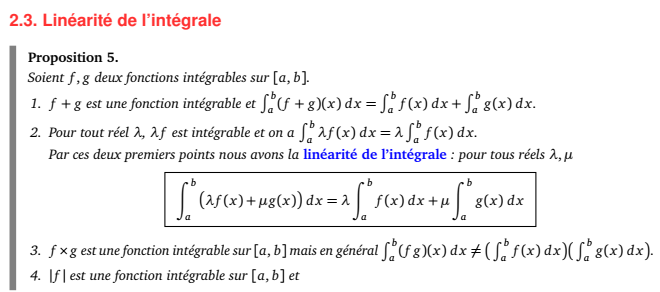 2.3. Linéarité de l'intégrale
Proposition 5.
Soient f, g deux fonctions intégrables sur [a, b].
1. f + g est une fonction intégrable et ∫ₐᵇ(f + g)(x) dx = ∫ₐᵇ f(x) dx + ∫ₐᵇ g(x) dx.
2. Pour tout réel λ, λf est intégrable et on a ∫ₐᵇ λf(x) dx = λ ∫ₐᵇ f(x) dx.
Par ces deux premiers points nous avons la linéarité de l'intégrale : pour tous réels λ, µ
∫ₐᵇ (λf(x) + µg(x)) dx = λ ∫ₐᵇ f(x) dx + µ ∫ₐᵇ g(x) dx
3. f × g est une fonction intégrable sur [a, b] mais en général ∫ₐᵇ(f g)(x) dx ≠ (∫ₐᵇ f(x) dx)(∫ₐᵇ g(x) dx).
4. |f| est une fonction intégrable sur [a, b] et